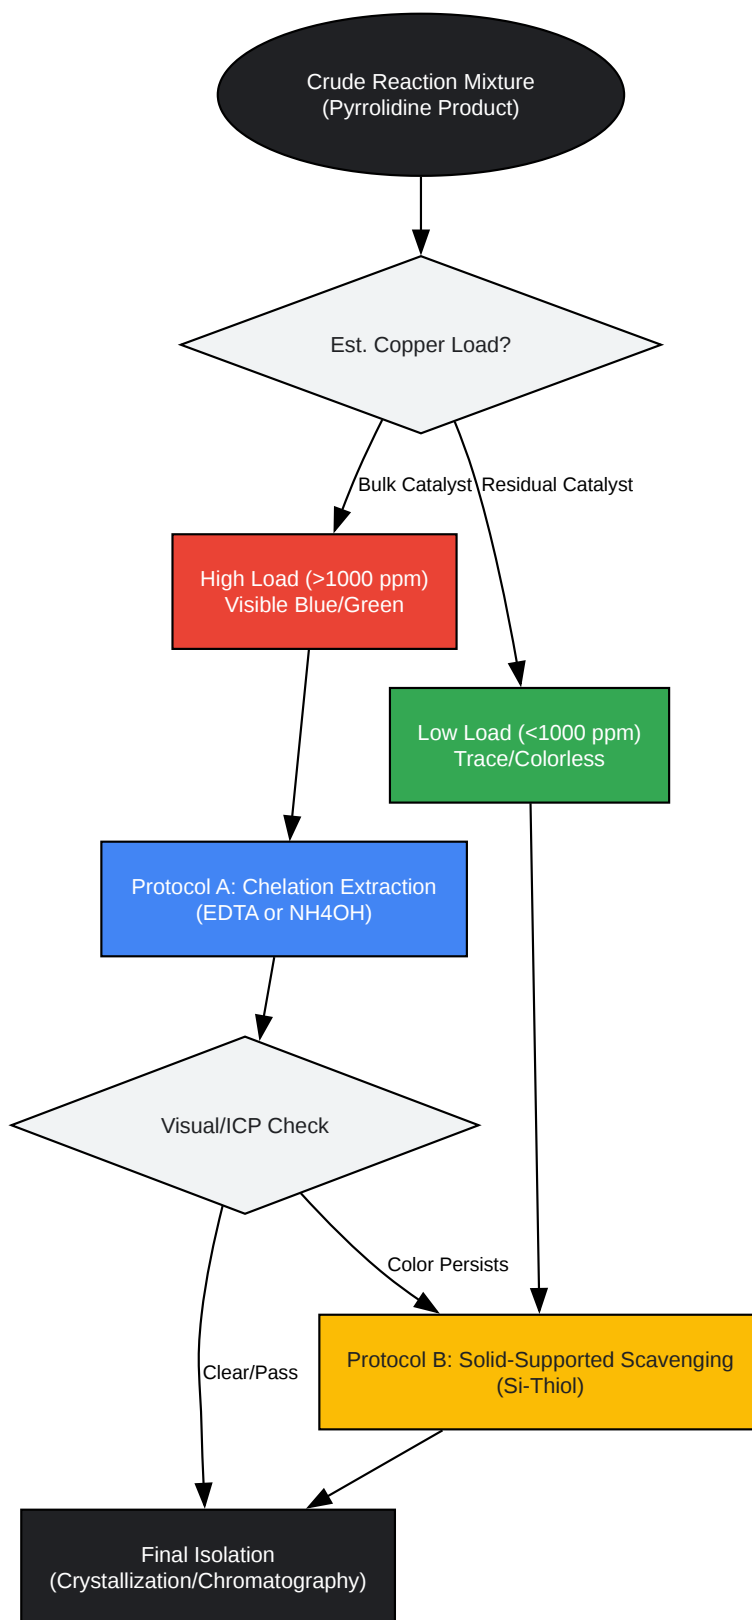 Crude Reaction Mixture
(Pyrrolidine Product)
Est. Copper Load?
Bulk Catalyst
Residual Catalyst
High Load (>1000 ppm)
Visible Blue/Green
Low Load (<1000 ppm)
Trace/Colorless
Protocol A: Chelation Extraction
(EDTA or NH4OH)
Visual/ICP Check
Color Persists
Clear/Pass
Protocol B: Solid-Supported Scavenging
(Si-Thiol)
Final Isolation
(Crystallization/Chromatography)